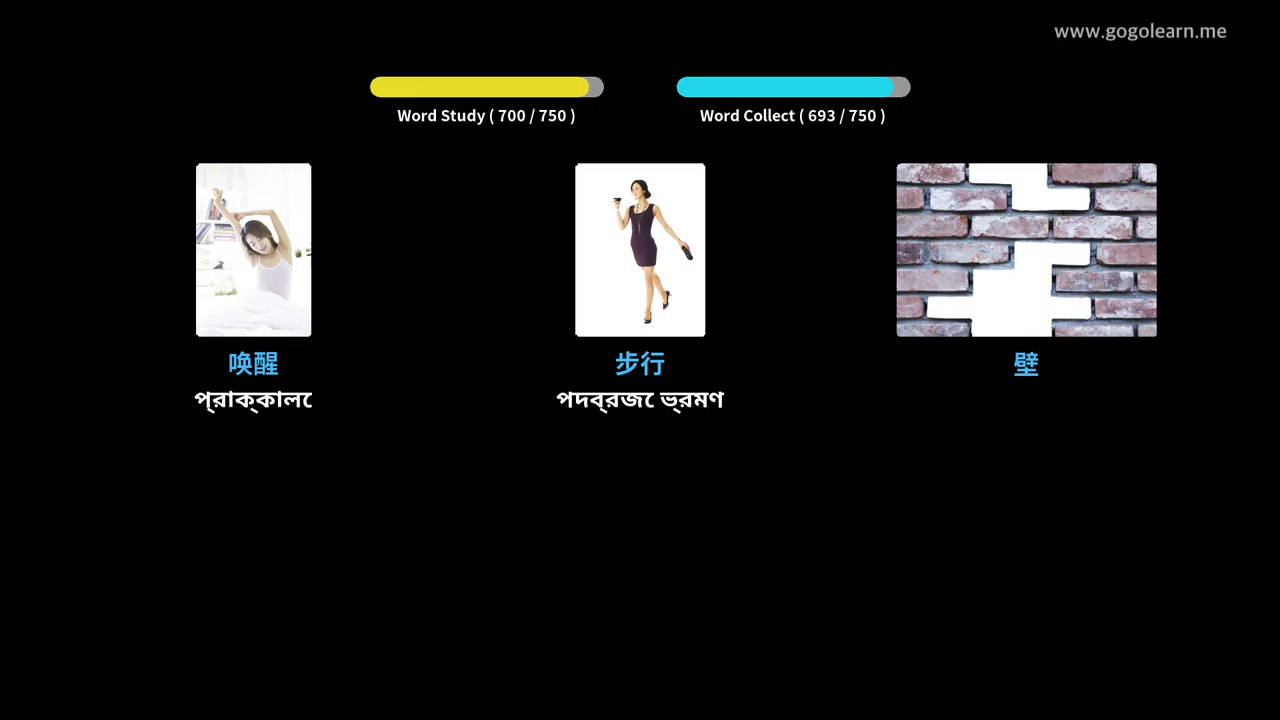 www.gogolearn.me
Word Study ( 700 / 750 )
Word Collect ( 693 / 750 )
唤醒
步行
壁
প্রাক্কালে
পদব্রজে ভ্রমণ